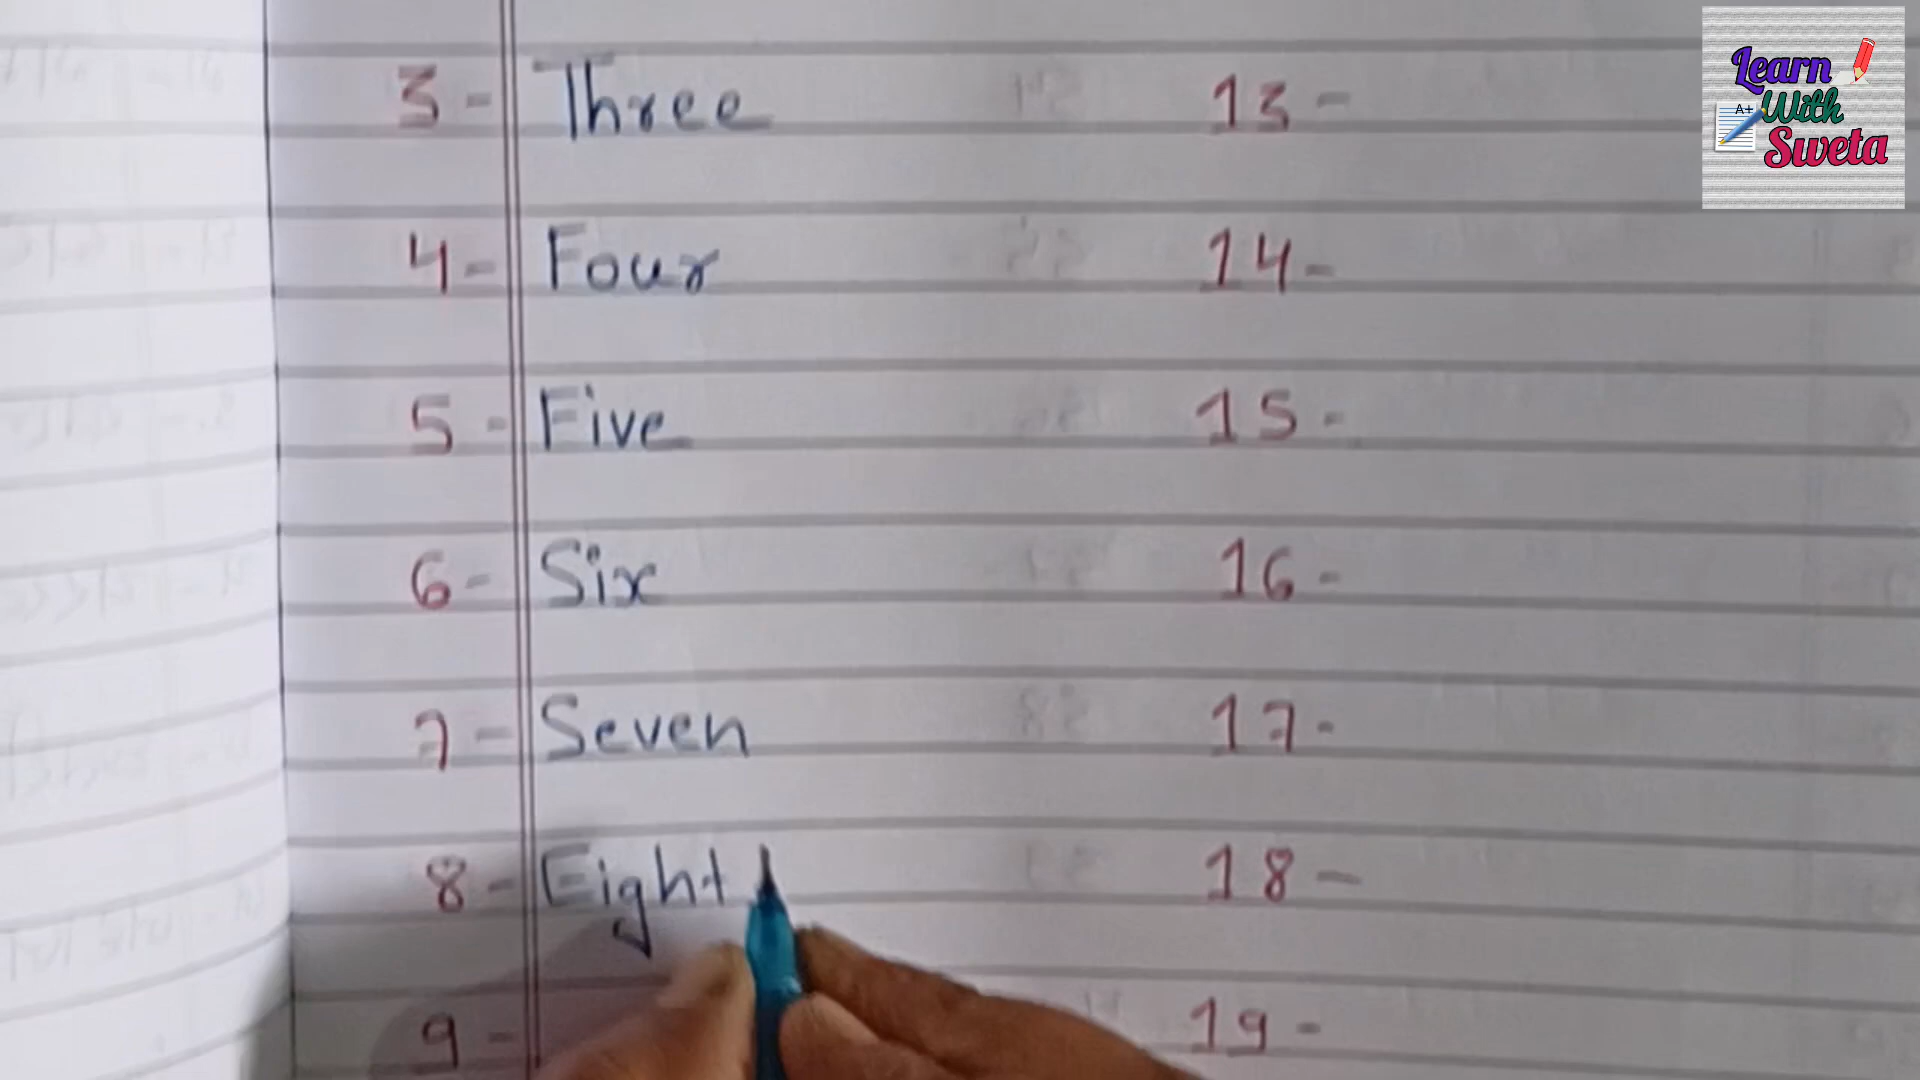 3 - Three 13 -
4 - Four 14 -
5 - Five 15 -
6 - Six 16 -
7 - Seven 17 -
8 - Eight 18 -
9 - 19 -
Learn
A+ With
Sweta